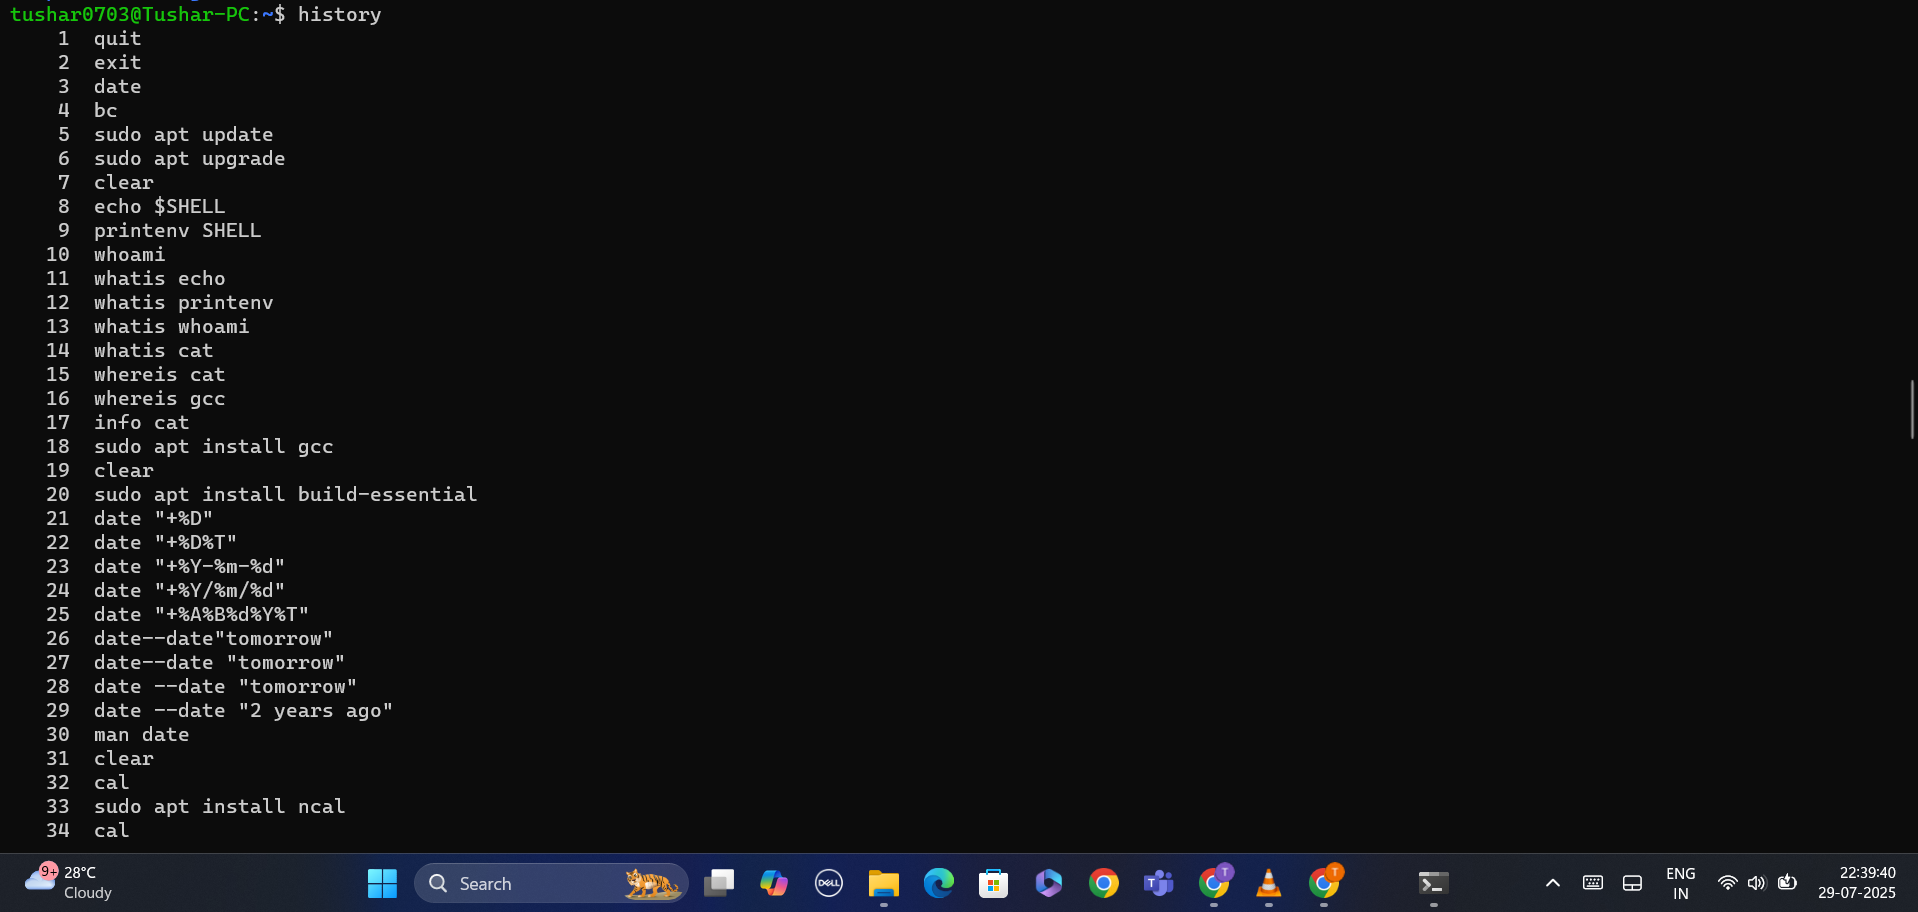 tushar0703@Tushar-PC:~$ history
1 quit
2 exit
3 date
4 bc
5 sudo apt update
6 sudo apt upgrade
7 clear
8 echo $SHELL
9 printenv SHELL
10 whoami
11 whatis echo
12 whatis printenv
13 whatis whoami
14 whatis cat
15 whereis cat
16 whereis gcc
17 info cat
18 sudo apt install gcc
19 clear
20 sudo apt install build-essential
21 date "+%D"
22 date "+%D%T"
23 date "+%Y-%m-%d"
24 date "+%Y/%m/%d"
25 date "+%A%B%d%Y%T"
26 date--date"tomorrow"
27 date--date "tomorrow"
28 date --date "tomorrow"
29 date --date "2 years ago"
30 man date
31 clear
32 cal
33 sudo apt install ncal
34 cal
9+ 28°C
Cloudy
Search
DELL
T
T
T
ENG
IN
22:39:40
29-07-2025